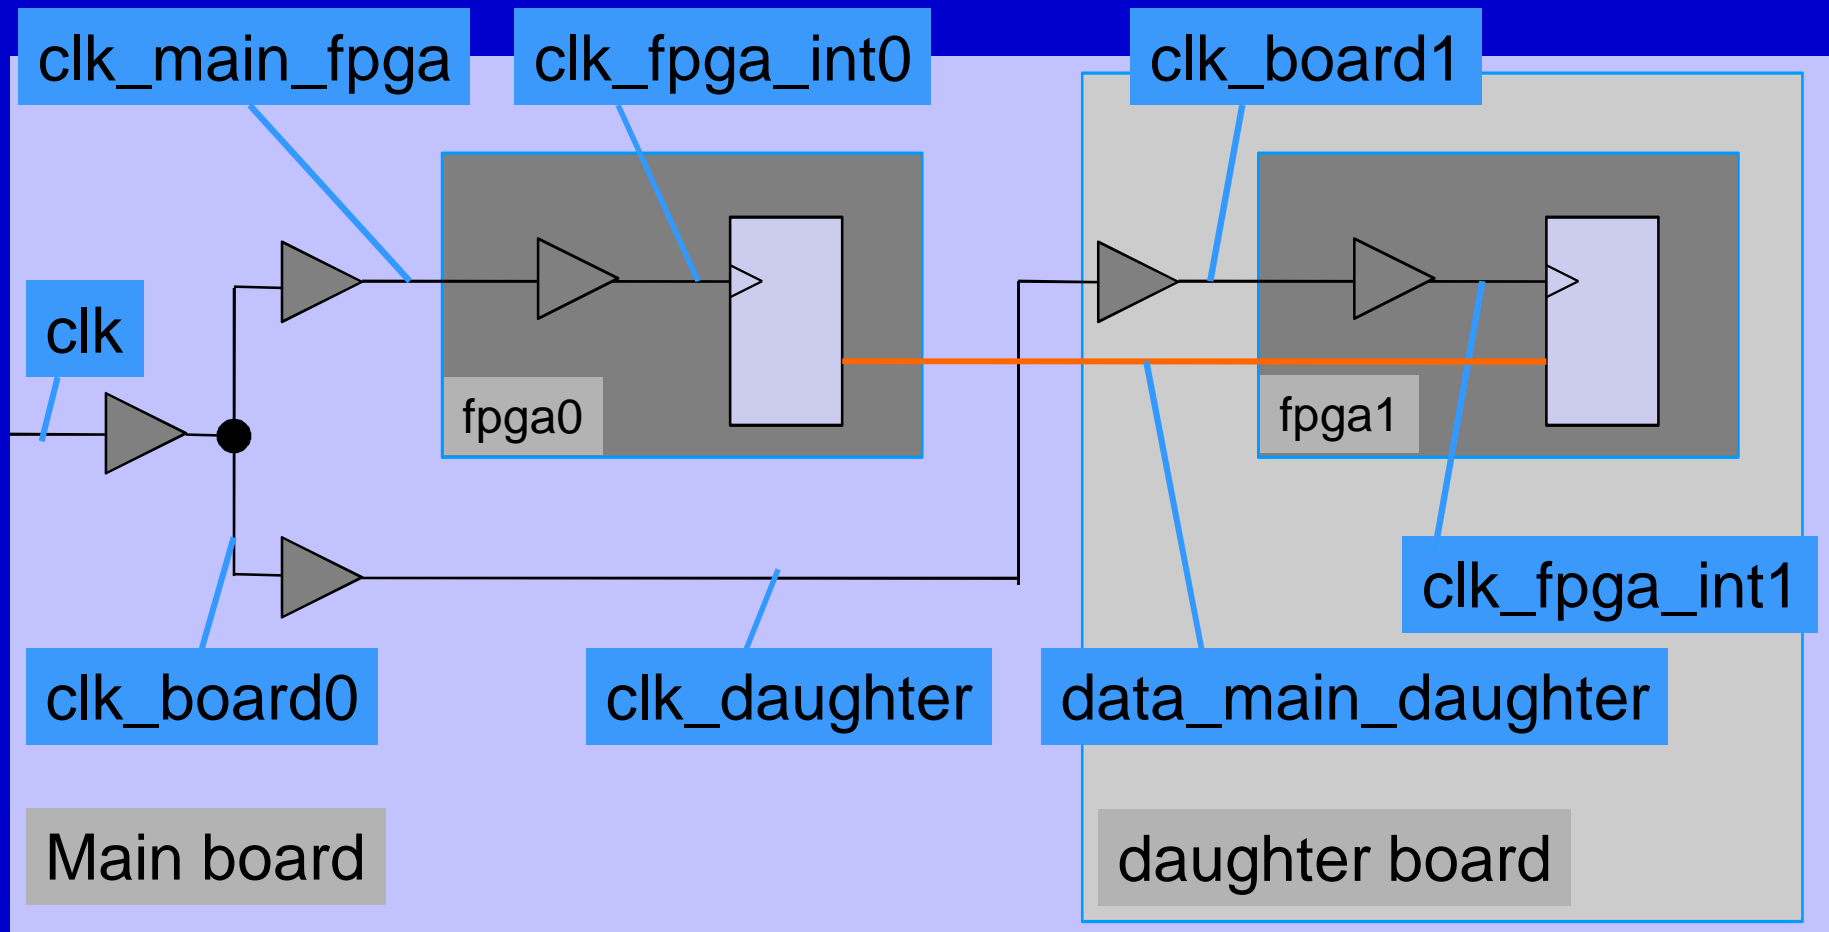 clk_main_fpga
clk_fpga_int0
clk_board1
clk
fpga0
fpga1
clk_fpga_int1
clk_board0
clk_daughter
data_main_daughter
Main board
daughter board